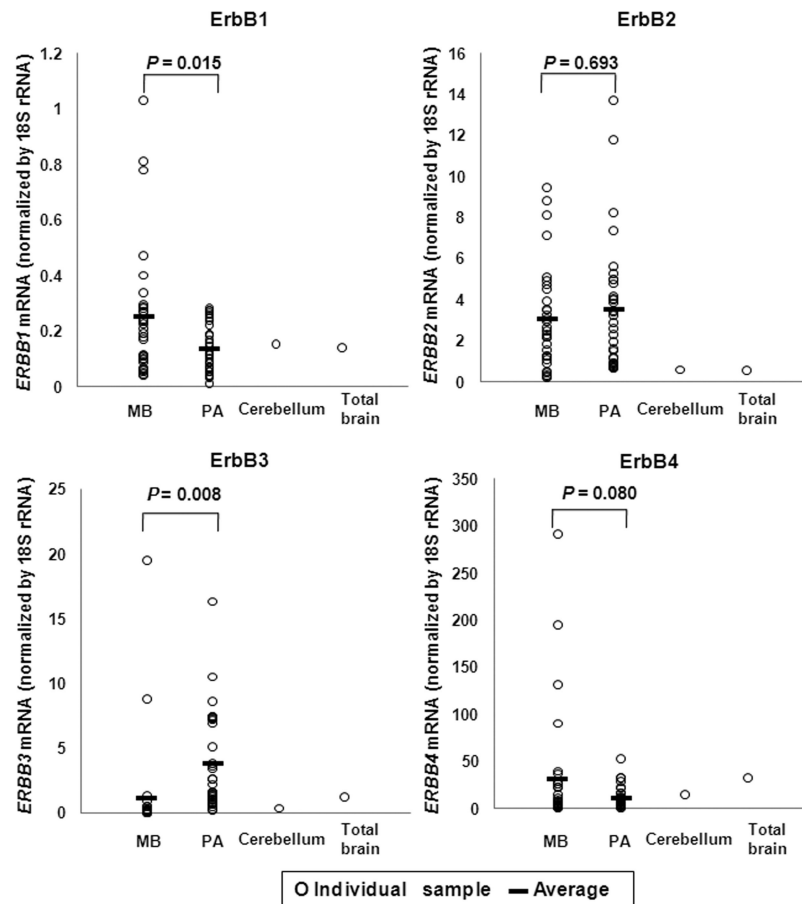 ErbB1
ERBB1 mRNA (normalized by 18S rRNA)
1.2
1
0.8
0.6
0.4
0.2
0
P = 0.015
MB
PA
Cerebellum
Total
brain
ErbB2
ERBB2 mRNA (normalized by 18S rRNA)
16
14
12
10
8
6
4
2
0
P = 0.693
MB
PA
Cerebellum
Total
brain
ErbB3
ERBB3 mRNA (normalized by 18S rRNA)
25
20
15
10
5
0
P = 0.008
MB
PA
Cerebellum
Total
brain
ErbB4
ERBB4 mRNA (normalized by 18S rRNA)
350
300
250
200
150
100
50
0
P = 0.080
MB
PA
Cerebellum
Total
brain
Individual sample
Average